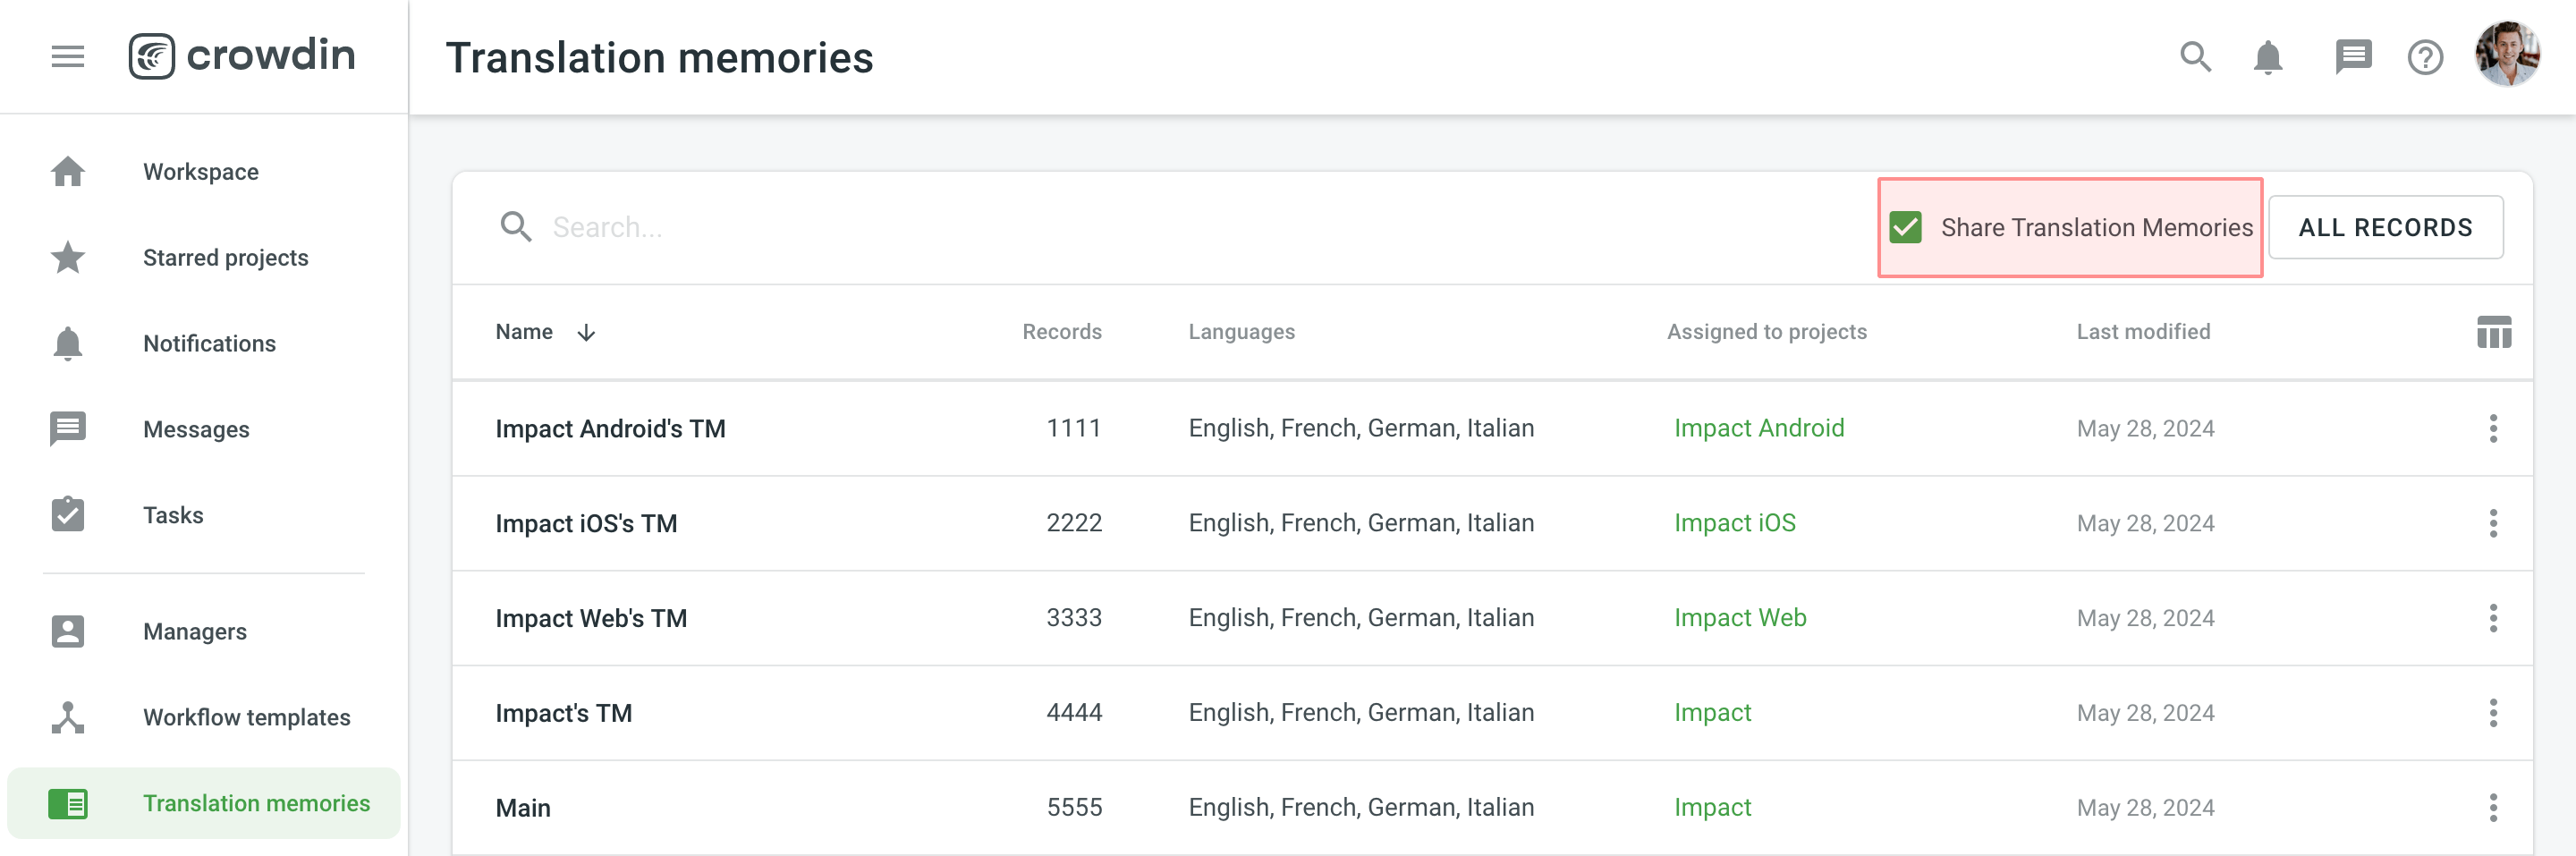 crowdin
Translation memories
Workspace
Starred projects
Notifications
Messages
Tasks
Managers
Workflow templates
Translation memories
Search...
Share Translation Memories
ALL RECORDS
Name Records Languages Assigned to projects Last modified
Impact Android's TM 1111 English, French, German, Italian Impact Android May 28, 2024
Impact iOS's TM 2222 English, French, German, Italian Impact iOS May 28, 2024
Impact Web's TM 3333 English, French, German, Italian Impact Web May 28, 2024
Impact's TM 4444 English, French, German, Italian Impact May 28, 2024
Main 5555 English, French, German, Italian Impact May 28, 2024